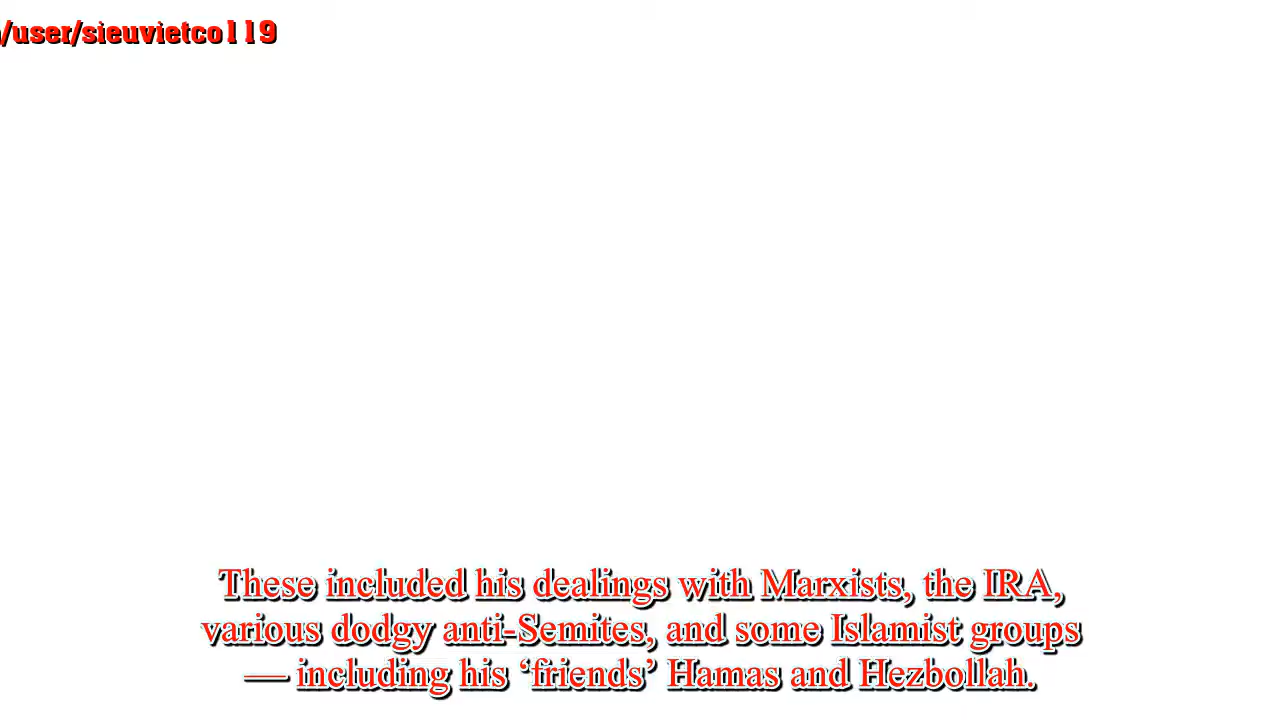 /user/sieuvietco119
These included his dealings with Marxists, the IRA,
various dodgy anti-Semites, and some Islamist groups
— including his ‘friends’ Hamas and Hezbollah.